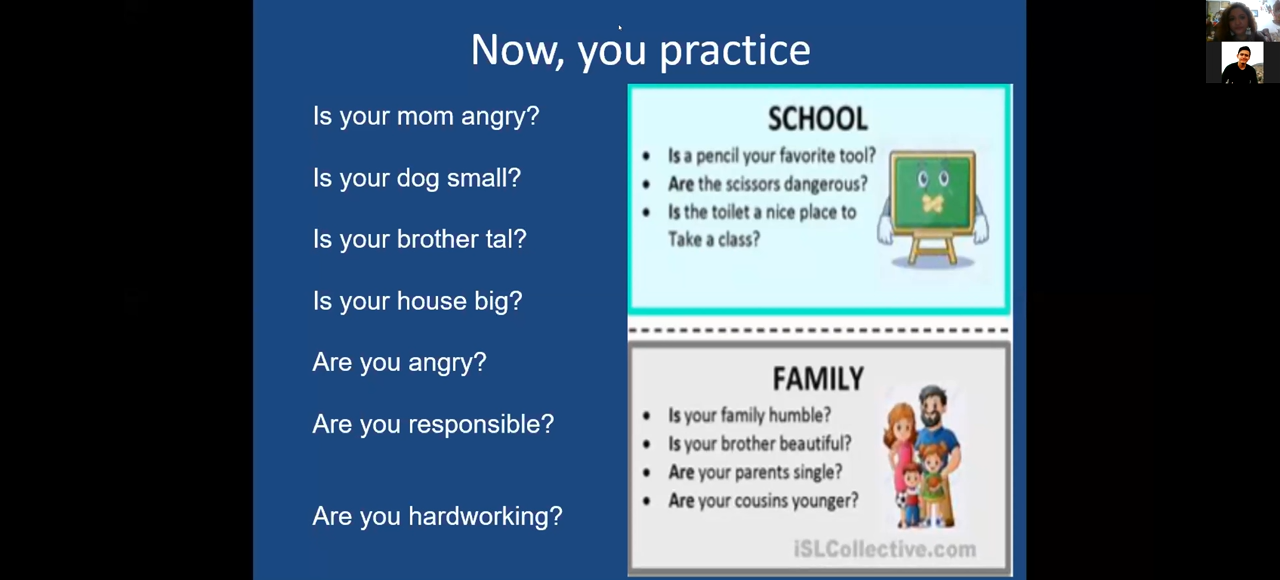 Now, you practice
Is your mom angry?
Is your dog small?
Is your brother tal?
Is your house big?
Are you angry?
Are you responsible?
Are you hardworking?
SCHOOL
• Is a pencil your favorite tool?
• Are the scissors dangerous?
• Is the toilet a nice place to
Take a class?
FAMILY
• Is your family humble?
• Is your brother beautiful?
• Are your parents single?
• Are your cousins younger?
iSLCollective.com